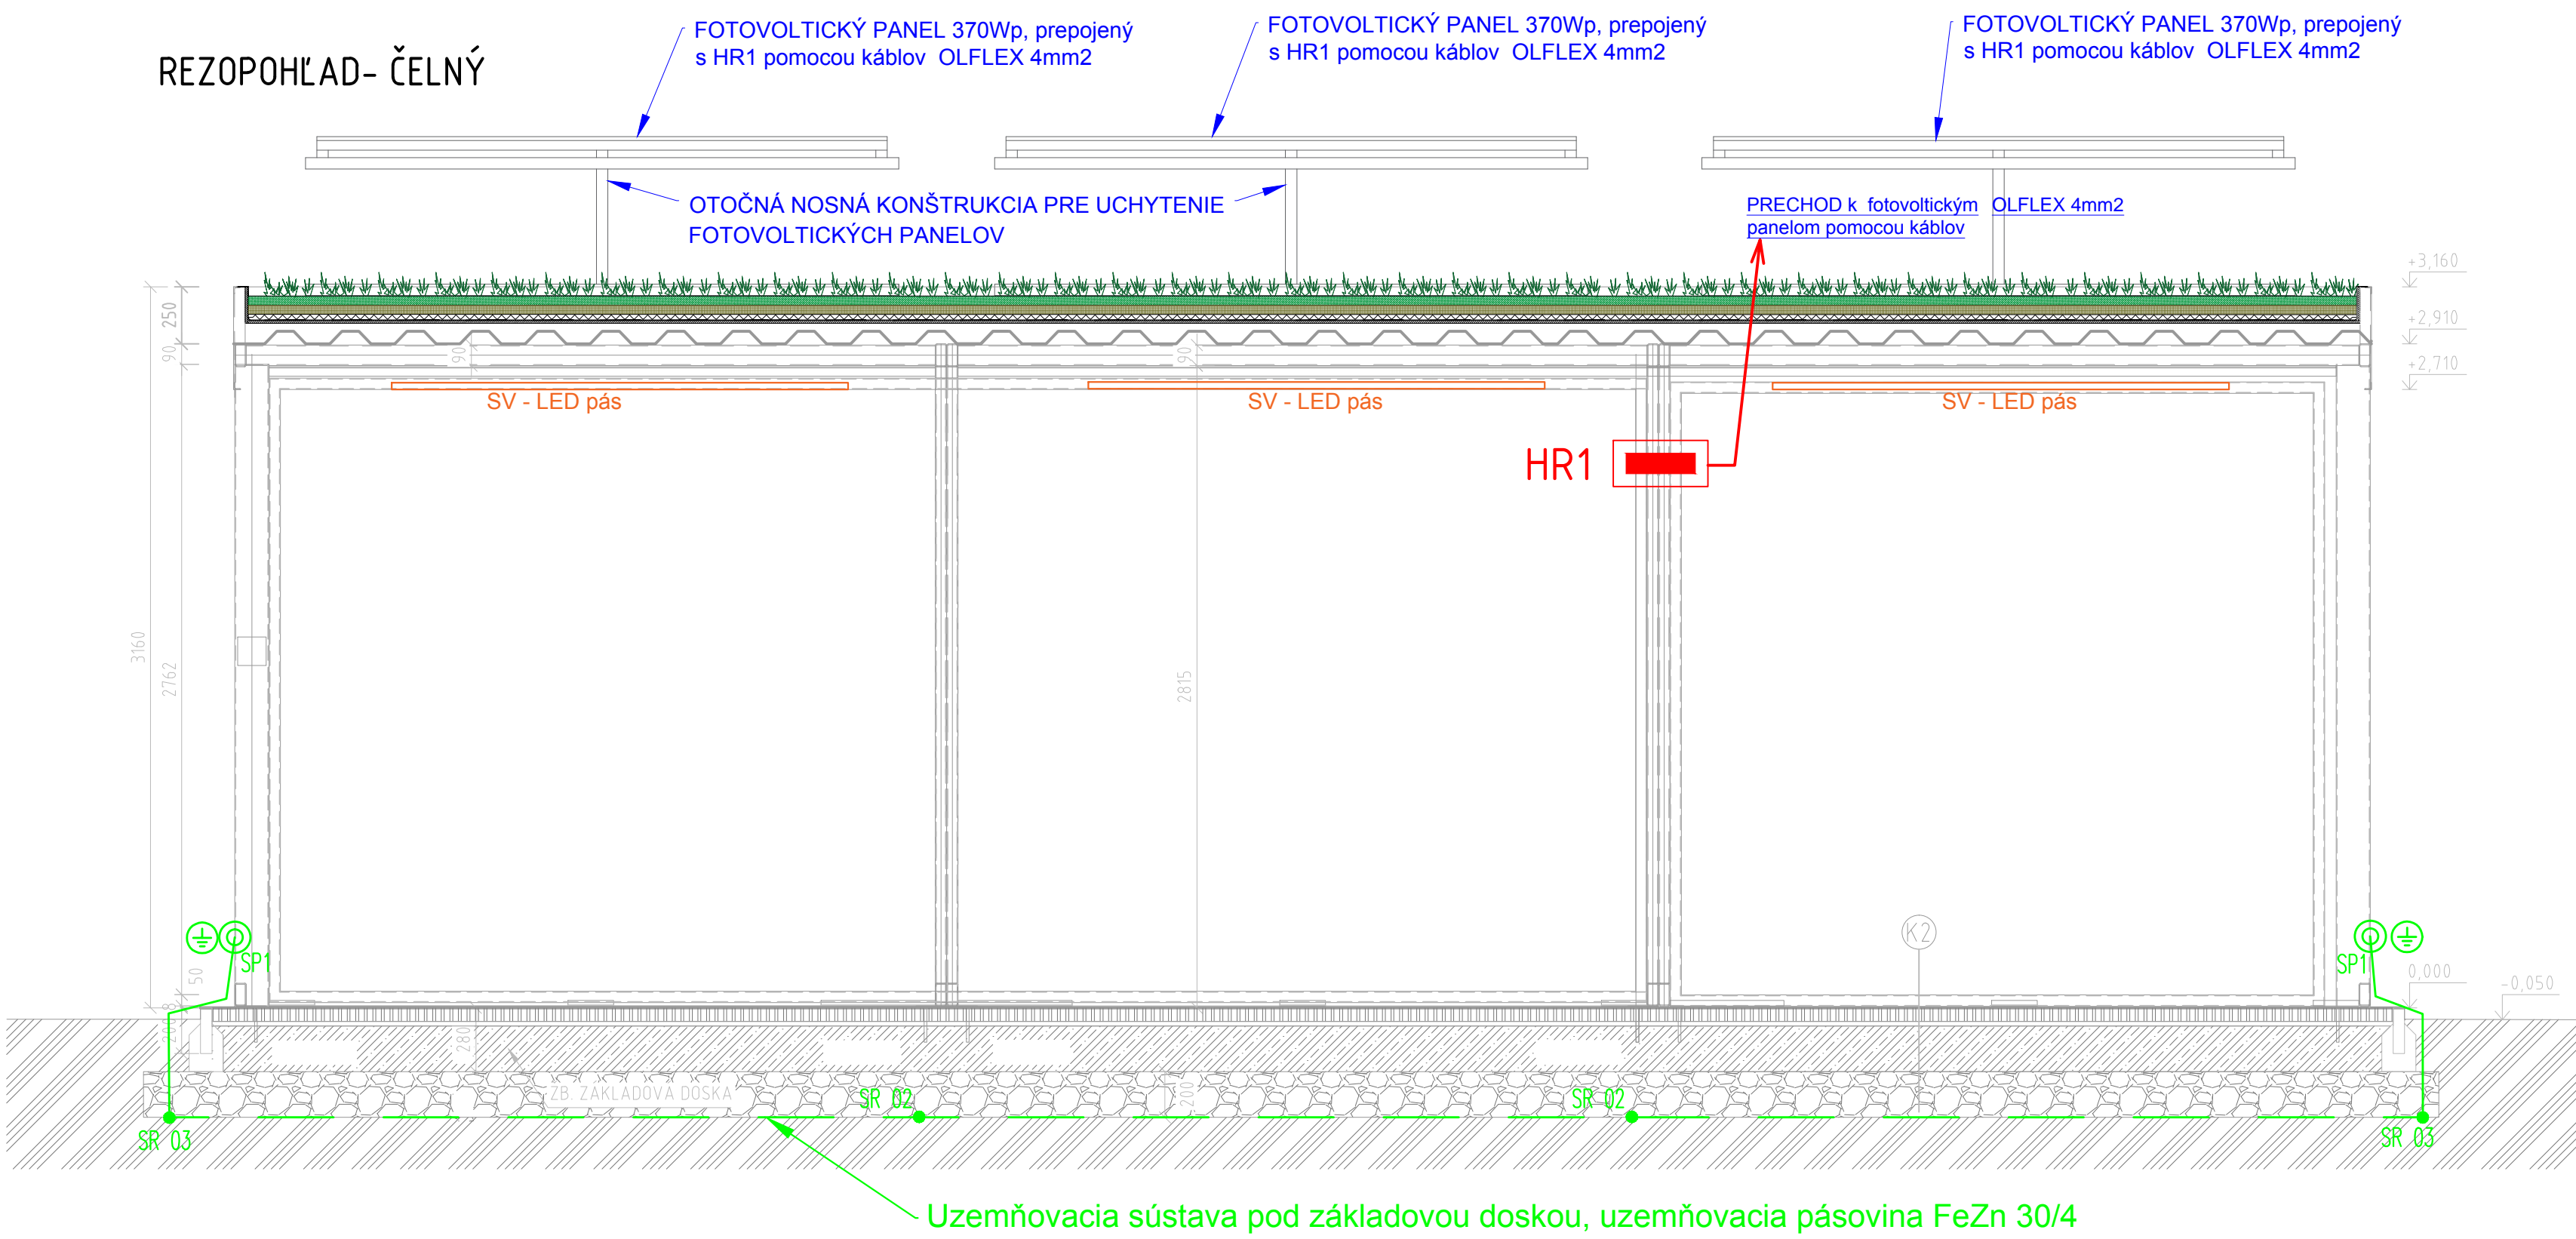 REZOPOHĽAD- ČELNÝ
FOTOVOLTICKÝ PANEL 370Wp, prepojený
s HR1 pomocou káblov OLFLEX 4mm2
FOTOVOLTICKÝ PANEL 370Wp, prepojený
s HR1 pomocou káblov OLFLEX 4mm2
FOTOVOLTICKÝ PANEL 370Wp, prepojený
s HR1 pomocou káblov OLFLEX 4mm2
OTOČNÁ NOSNÁ KONŠTRUKCIA PRE UCHYTENIE
FOTOVOLTICKÝCH PANELOV
PRECHOD k fotovoltickým OLFLEX 4mm2
panelom pomocou káblov
+3,160
250
+2,910
90
90
90
+2,710
SV - LED pás
SV - LED pás
SV - LED pás
HR1
3160
2762
2815
K2
SP1
SP1
50
0,000
-0,050
208
280
ZB. ZÁKLADOVÁ DOSKA
200
SR 02
SR 02
SR 03
SR 03
Uzemňovacia sústava pod základovou doskou, uzemňovacia pásovina FeZn 30/4